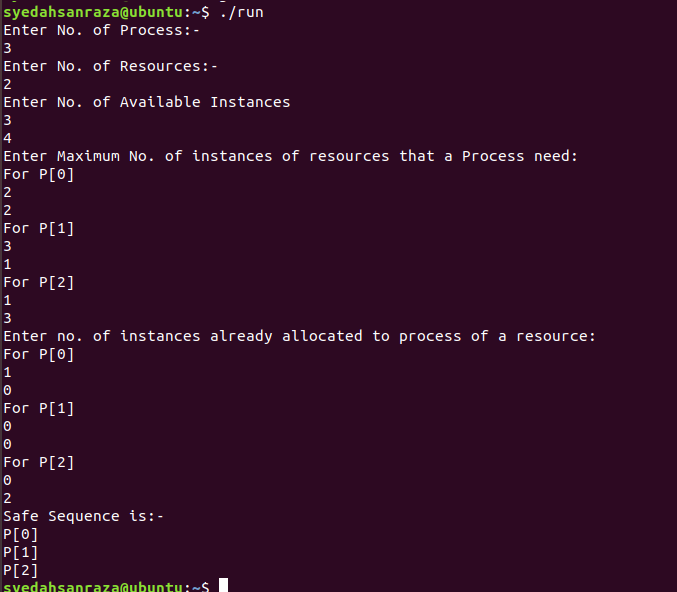 syedahsanraza@ubuntu:~$ ./run
Enter No. of Process:-
3
Enter No. of Resources:-
2
Enter No. of Available Instances
3
4
Enter Maximum No. of instances of resources that a Process need:
For P[0]
2
2
For P[1]
3
1
For P[2]
1
3
Enter no. of instances already allocated to process of a resource:
For P[0]
1
0
For P[1]
0
0
For P[2]
0
2
Safe Sequence is:-
P[0]
P[1]
P[2]
syedahsanraza@ubuntu:~$